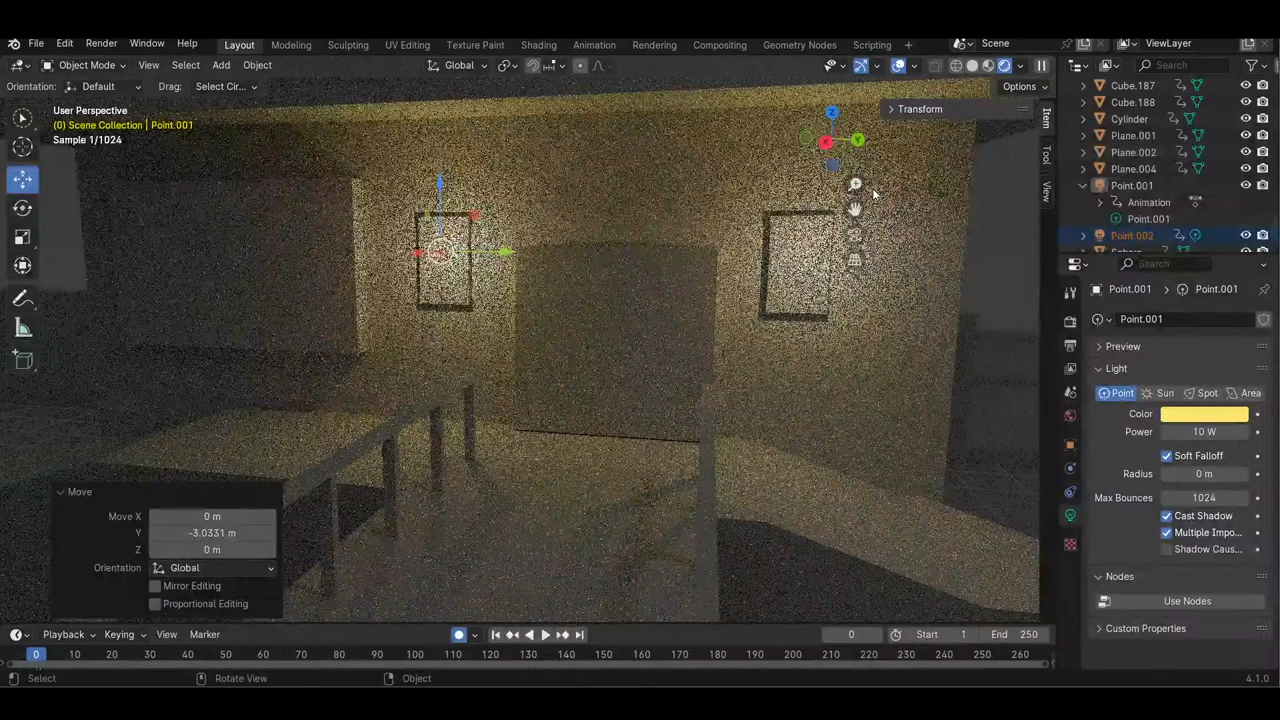 File Edit Render Window Help Layout Modeling Sculpting UV Editing Texture Paint Shading Animation Rendering Compositing Geometry Nodes Scripting + Scene ViewLayer
Object Mode View Select Add Object Global Search
Orientation: Default Drag: Select Cir... Options
User Perspective
(0) Scene Collection | Point.001
Sample 1/1024
Transform
Z
Y
X
Item
Tool
View
Cube.187
Cube.188
Cylinder
Plane.001
Plane.002
Plane.004
Point.001
Animation
Point.001
Point.002
Search
Point.001 > Point.001
Point.001
Preview
Light
Point Sun Spot Area
Color
Power 10 W
Soft Falloff
Radius 0 m
Max Bounces 1024
Cast Shadow
Multiple Impo...
Shadow Caus...
Nodes
Use Nodes
Custom Properties
Move
Move X 0 m
Y -3.0331 m
Z 0 m
Orientation Global
Mirror Editing
Proportional Editing
Playback Keying View Marker 0 Start 1 End 250
0 10 20 30 40 50 60 70 80 90 100 110 120 130 140 150 160 170 180 190 200 210 220 230 240 250 260
Select Rotate View Object 4.1.0